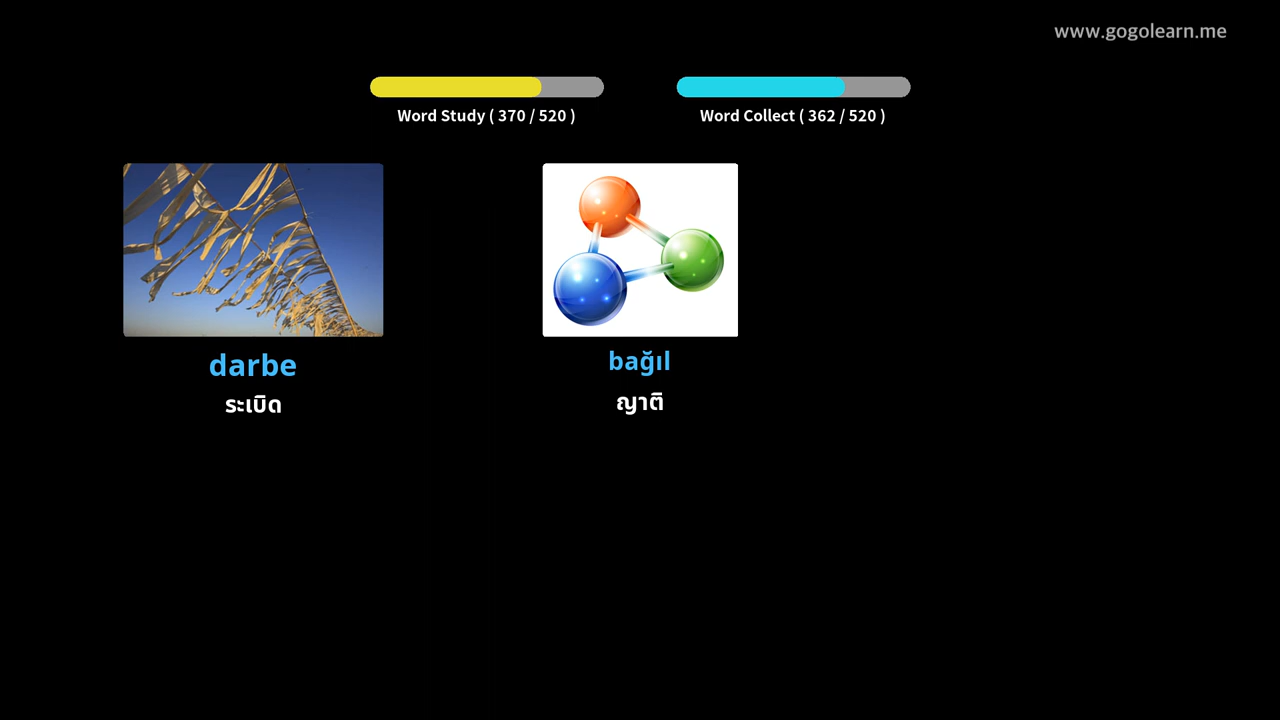 www.gogolearn.me
Word Study ( 370 / 520 )
Word Collect ( 362 / 520 )
darbe
ระเบิด
bağıl
ญาติ